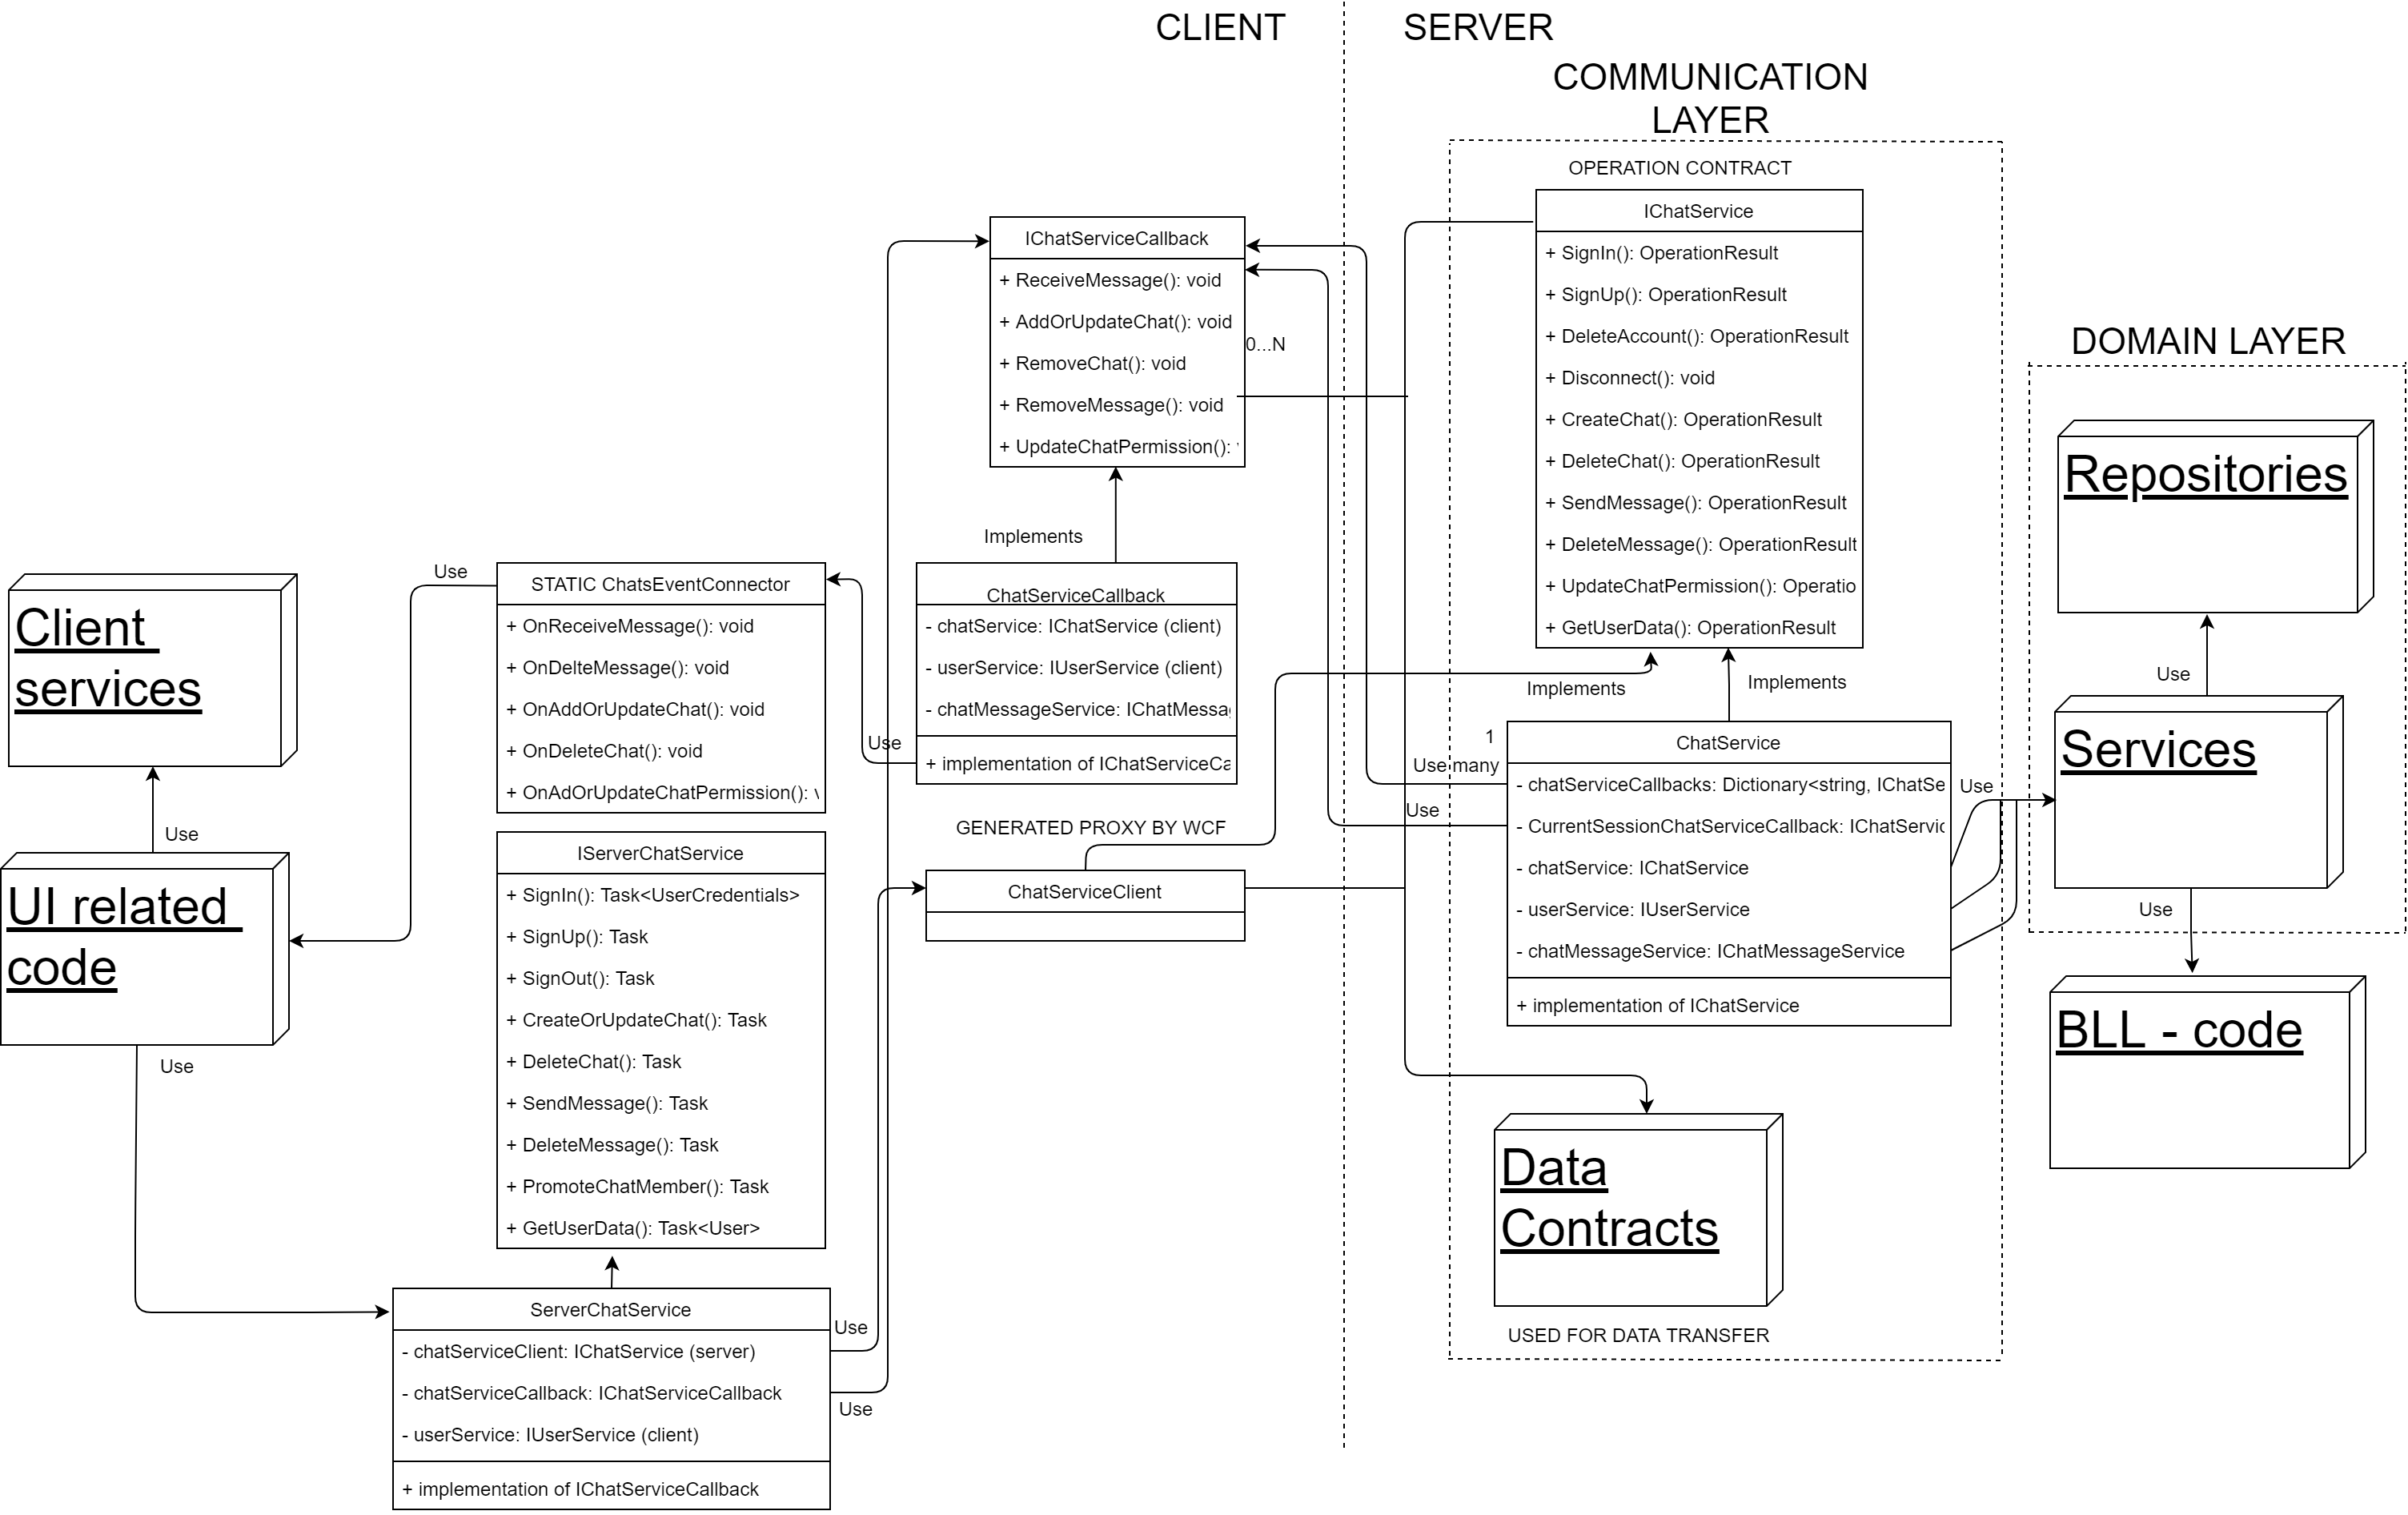 CLIENT
SERVER
COMMUNICATION
LAYER
OPERATION CONTRACT
IChatService
+ SignIn(): OperationResult
+ SignUp(): OperationResult
+ DeleteAccount(): OperationResult
+ Disconnect(): void
+ CreateChat(): OperationResult
+ DeleteChat(): OperationResult
+ SendMessage(): OperationResult
+ DeleteMessage(): OperationResult
+ UpdateChatPermission(): Operatio
+ GetUserData(): OperationResult
IChatServiceCallback
+ ReceiveMessage(): void
+ AddOrUpdateChat(): void
+ RemoveChat(): void
+ RemoveMessage(): void
+ UpdateChatPermission():
0...N
Implements
DOMAIN LAYER
Repositories
Use
Services
Use
BLL - code
Use
STATIC ChatsEventConnector
+ OnReceiveMessage(): void
+ OnDelteMessage(): void
+ OnAddOrUpdateChat(): void
+ OnDeleteChat(): void
+ OnAdOrUpdateChatPermission():
Use
ChatServiceCallback
- chatService: IChatService (client)
- userService: IUserService (client)
- chatMessageService: IChatMessa
+ implementation of IChatServiceCa
Use
Client
services
Use
UI related
code
Use
Implements
Implements
1
Use many
Use
ChatService
- chatServiceCallbacks: Dictionary<string, IChatSe
- CurrentSessionChatServiceCallback: IChatServic
- chatService: IChatService
- userService: IUserService
- chatMessageService: IChatMessageService
+ implementation of IChatService
GENERATED PROXY BY WCF
ChatServiceClient
IServerChatService
+ SignIn(): Task<UserCredentials>
+ SignUp(): Task
+ SignOut(): Task
+ CreateOrUpdateChat(): Task
+ DeleteChat(): Task
+ SendMessage(): Task
+ DeleteMessage(): Task
+ PromoteChatMember(): Task
+ GetUserData(): Task<User>
Data
Contracts
USED FOR DATA TRANSFER
ServerChatService
- chatServiceClient: IChatService (server)
- chatServiceCallback: IChatServiceCallback
- userService: IUserService (client)
+ implementation of IChatServiceCallback
Use
Use